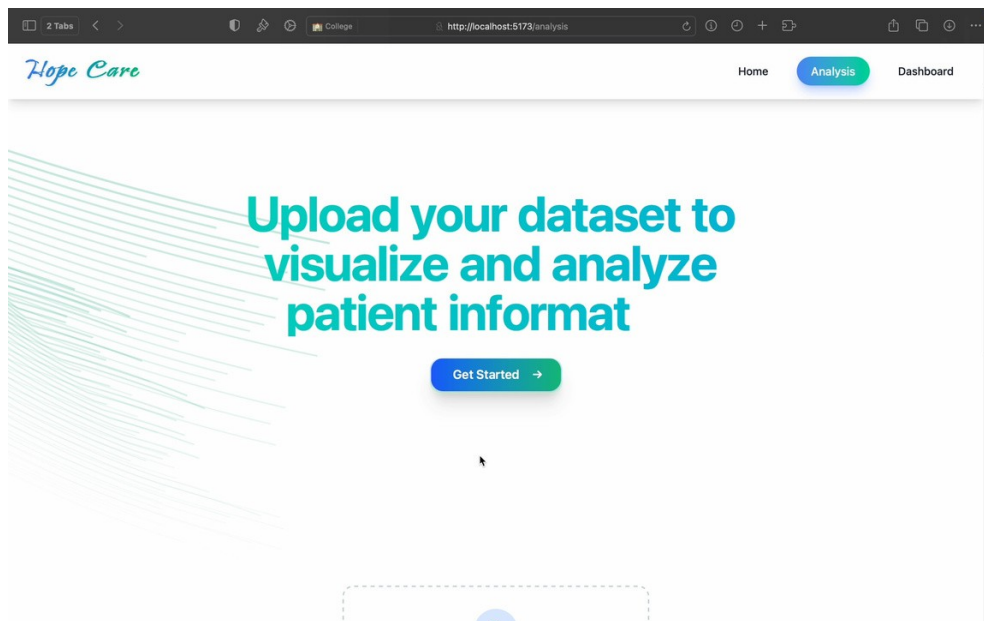 2 Tabs
College
http://localhost:5173/analysis
Hope Care
Home
Analysis
Dashboard
Upload your dataset to
visualize and analyze
patient informat
Get Started →